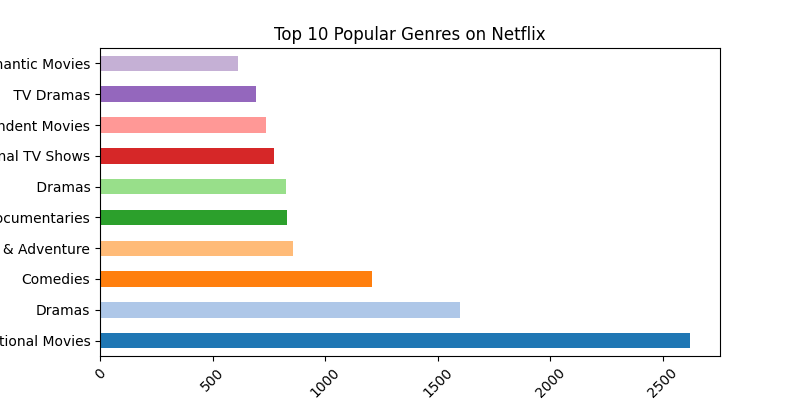 Top 10 Popular Genres on Netflix
mantic Movies
TV Dramas
ndent Movies
nal TV Shows
Dramas
ocumentaries
& Adventure
Comedies
Dramas
tional Movies
0 500 1000 1500 2000 2500